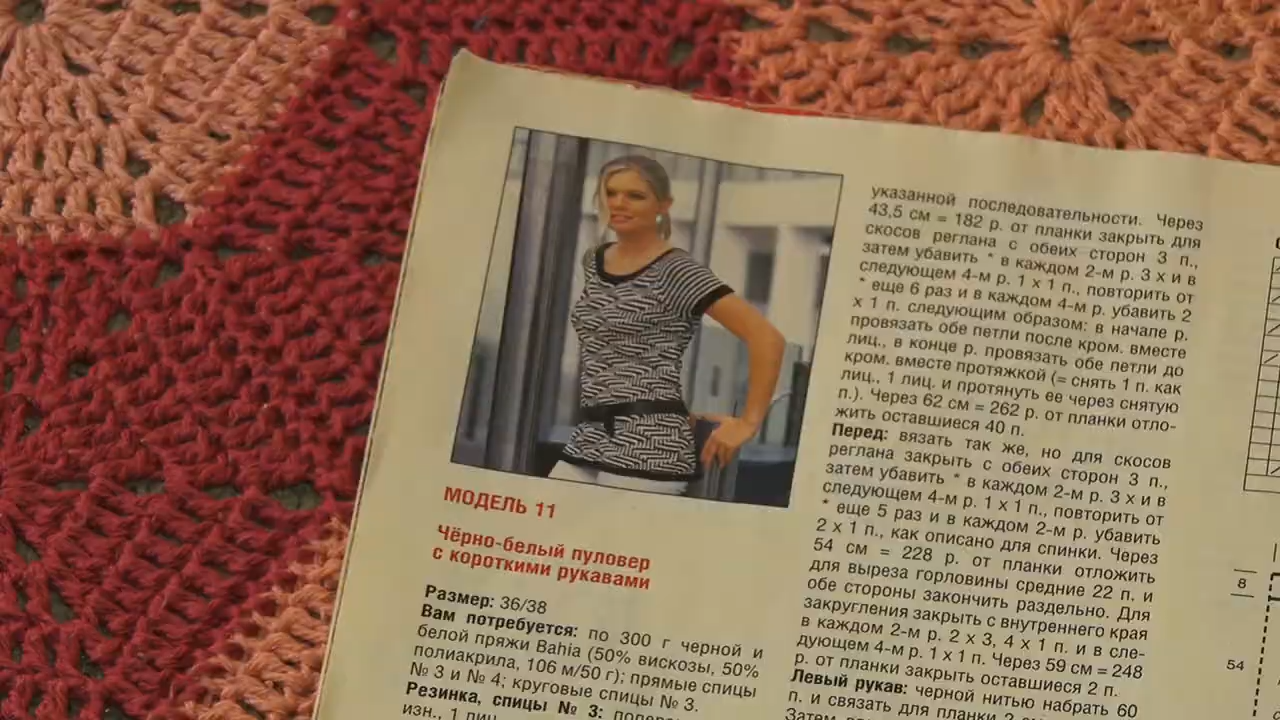 МОДЕЛЬ 11
Чёрно-белый пуловер
с короткими рукавами
Размер: 36/38
Вам потребуется: по 300 г черной и
белой пряжи Bahia (50% вискозы, 50%
полиакрила, 106 м/50 г); прямые спицы
№ 3 и № 4; круговые спицы № 3.
Резинка, спицы № 3:
изн., 1 лиц.
указанной последовательности. Через
43,5 см = 182 р. от планки закрыть для
скосов реглана с обеих сторон 3 п.,
затем убавить * в каждом 2-м р. 3 х и в
следующем 4-м р. 1 х 1 п., повторить от
* еще 6 раз и в каждом 4-м р. убавить 2
х 1 п. следующим образом: в начале р.
провязать обе петли после кром. вместе
лиц., в конце р. провязать обе петли до
кром. вместе протяжкой (= снять 1 п. как
лиц., 1 лиц. и протянуть ее через снятую
п.). Через 62 см = 262 р. от планки отло-
жить оставшиеся 40 п.
Перед: вязать так же, но для скосов
реглана закрыть с обеих сторон 3 п.,
затем убавить * в каждом 2-м р. 3 х и в
следующем 4-м р. 1 х 1 п., повторить от
* еще 5 раз и в каждом 2-м р. убавить
2 х 1 п., как описано для спинки. Через
54 см = 228 р. от планки отложить
для выреза горловины средние 22 п. и
обе стороны закончить раздельно. Для
закругления закрыть с внутреннего края
в каждом 2-м р. 2 х 3, 4 х 1 п. и в сле-
дующем 4-м р. 1 х 1 п. Через 59 см = 248
р. от планки закрыть оставшиеся 2 п.
Левый рукав: черной нитью набрать 60
п. и связать для планки 2 см
8
54